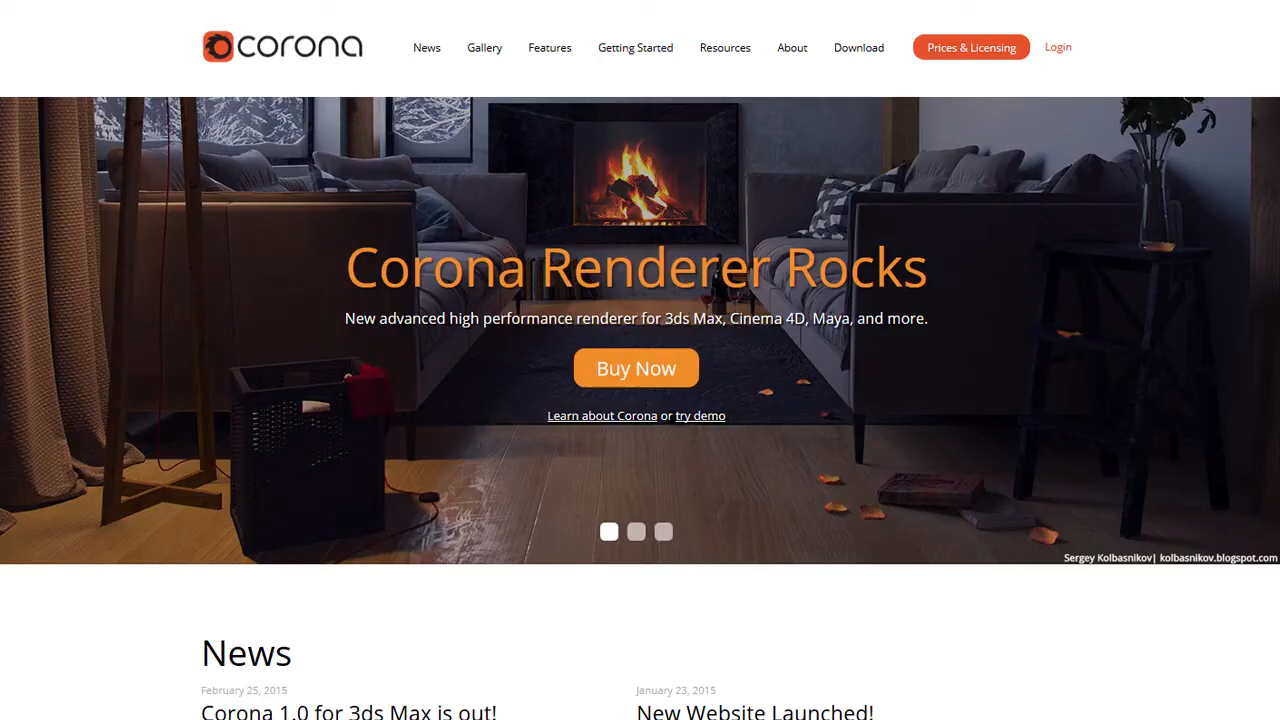 corona
News Gallery Features Getting Started Resources About Download Prices & Licensing Login
Corona Renderer Rocks
New advanced high performance renderer for 3ds Max, Cinema 4D, Maya, and more.
Buy Now
Learn about Corona or try demo
Sergey Kolbasnikov| kolbasnikov.blogspot.com
News
February 25, 2015
Corona 1.0 for 3ds Max is out!
January 23, 2015
New Website Launched!